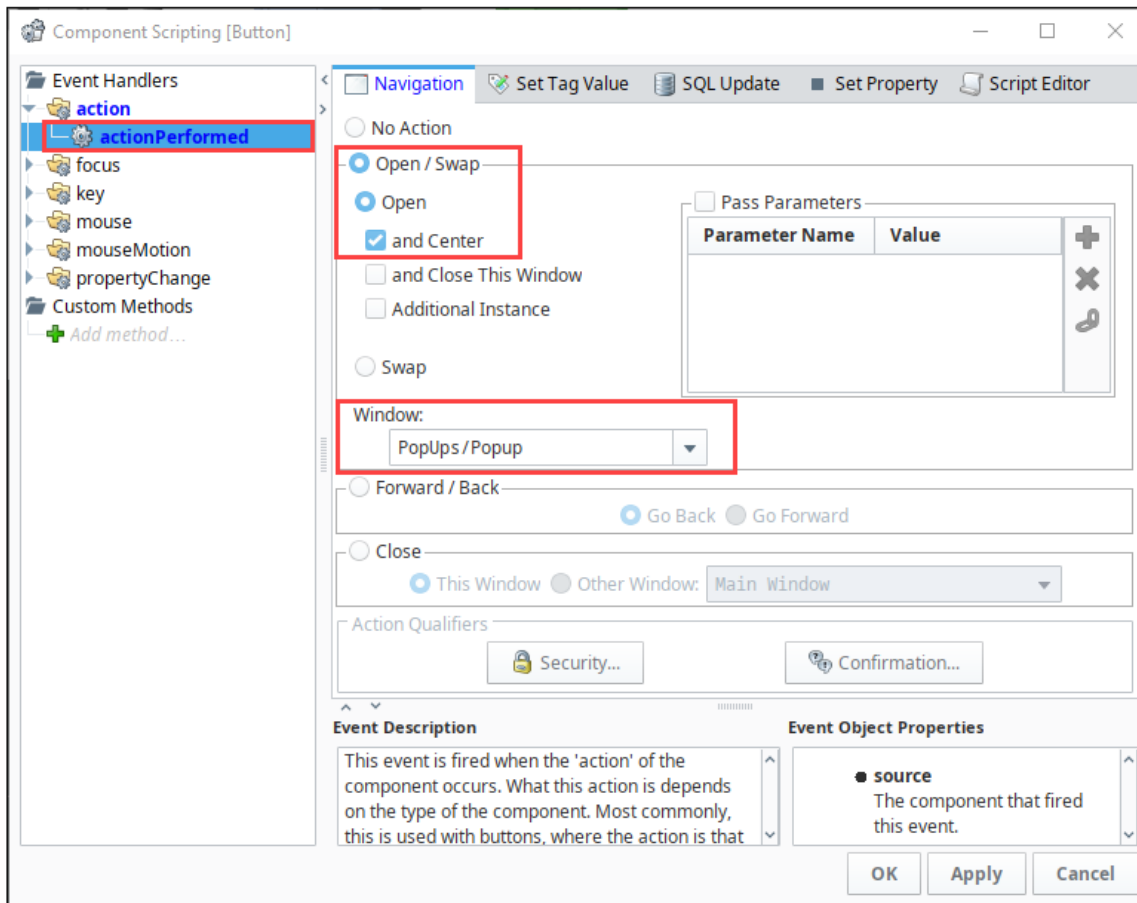 Component Scripting [Button]
Event Handlers
action
actionPerformed
focus
key
mouse
mouseMotion
propertyChange
Custom Methods
Add method...
Navigation
Set Tag Value
SQL Update
Set Property
Script Editor
No Action
Open / Swap
Open
and Center
and Close This Window
Additional Instance
Swap
Pass Parameters
Parameter Name Value
Window:
PopUps/Popup
Forward / Back
Go Back Go Forward
Close
This Window Other Window: Main Window
Action Qualifiers
Security... Confirmation...
Event Description
This event is fired when the 'action' of the
component occurs. What this action is depends
on the type of the component. Most commonly,
this is used with buttons, where the action is that
Event Object Properties
source
The component that fired
this event.
OK Apply Cancel